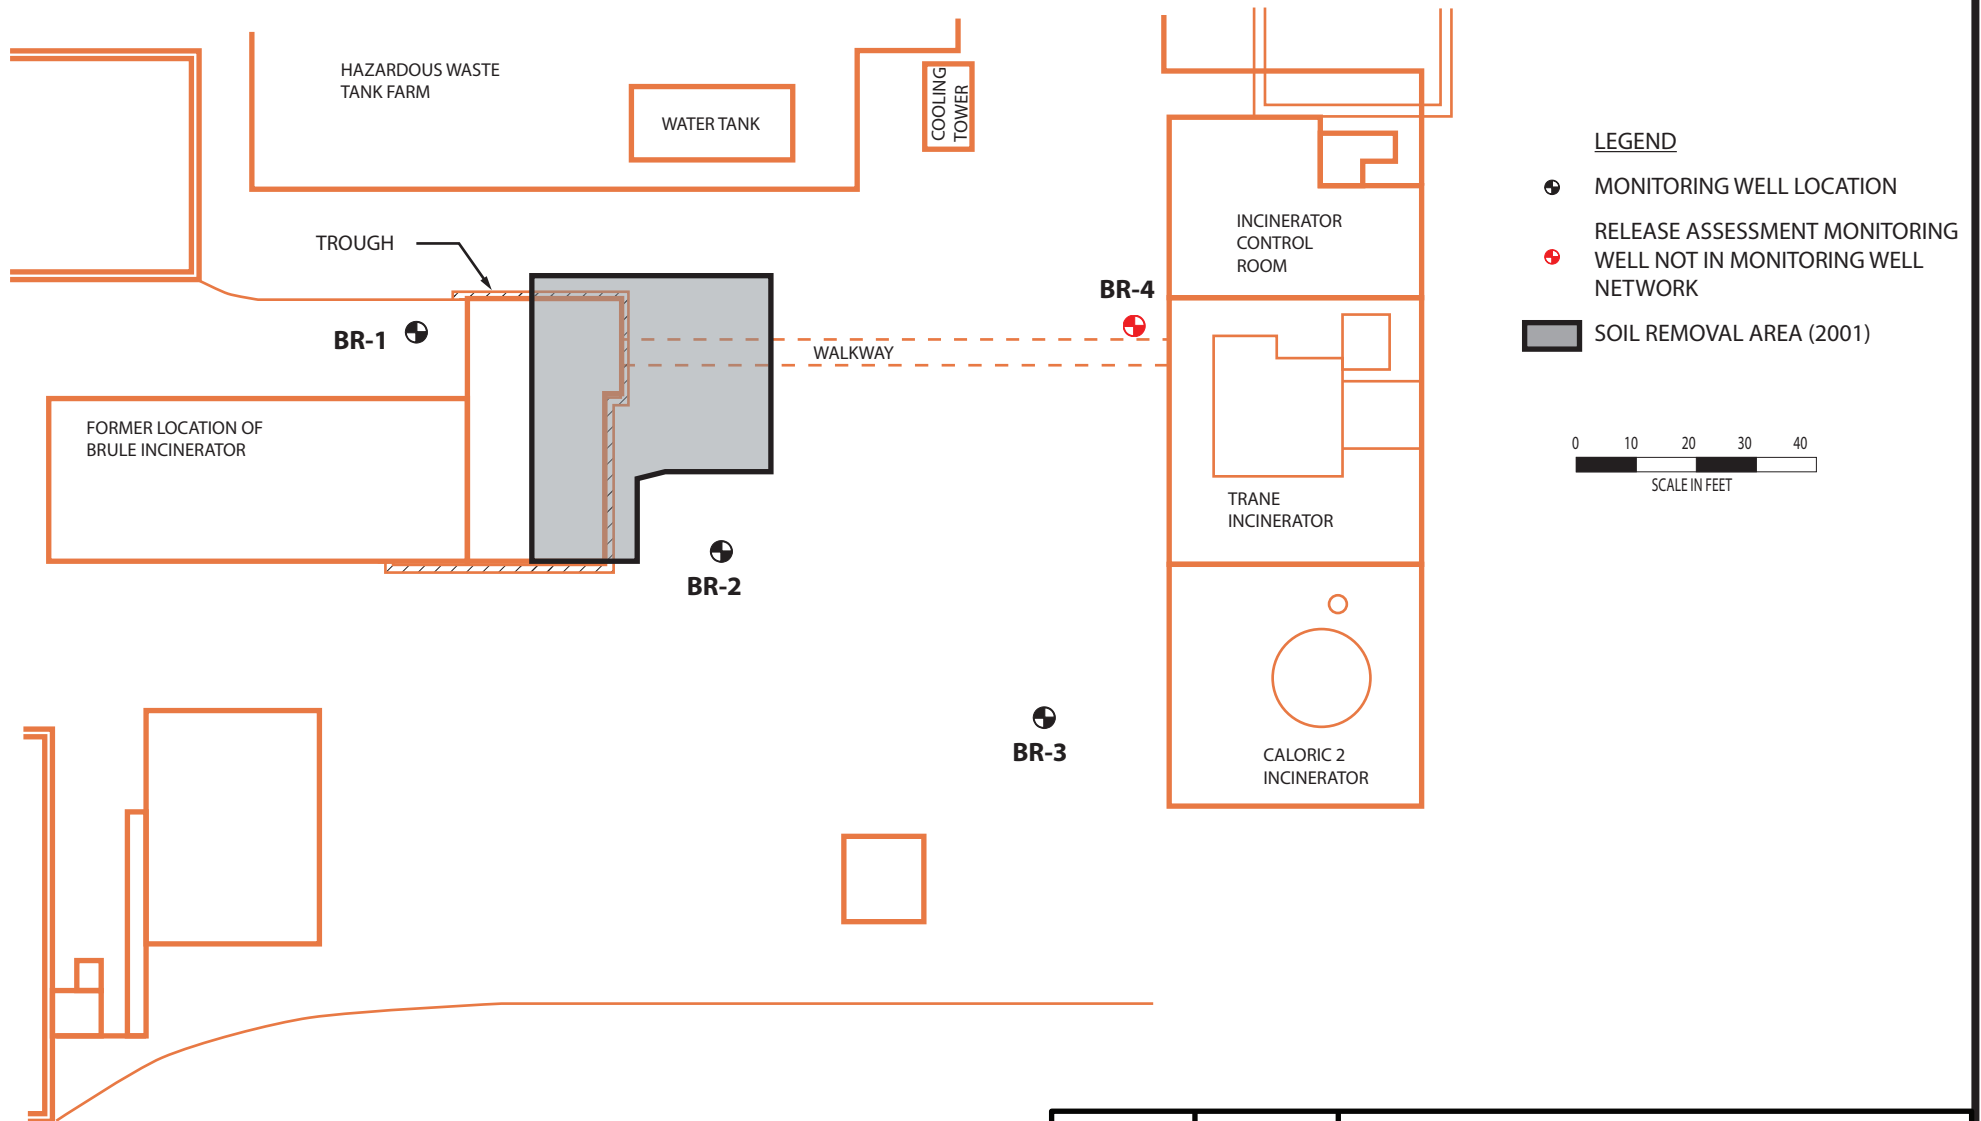 HAZARDOUS WASTE
TANK FARM
WATER TANK
COOLING
TOWER
LEGEND
MONITORING WELL LOCATION
RELEASE ASSESSMENT MONITORING
WELL NOT IN MONITORING WELL
NETWORK
SOIL REMOVAL AREA (2001)
INCINERATOR
CONTROL
ROOM
TROUGH
BR-1
BR-4
WALKWAY
FORMER LOCATION OF
BRULE INCINERATOR
0 10 20 30 40
SCALE IN FEET
TRANE
INCINERATOR
BR-2
BR-3
CALORIC 2
INCINERATOR